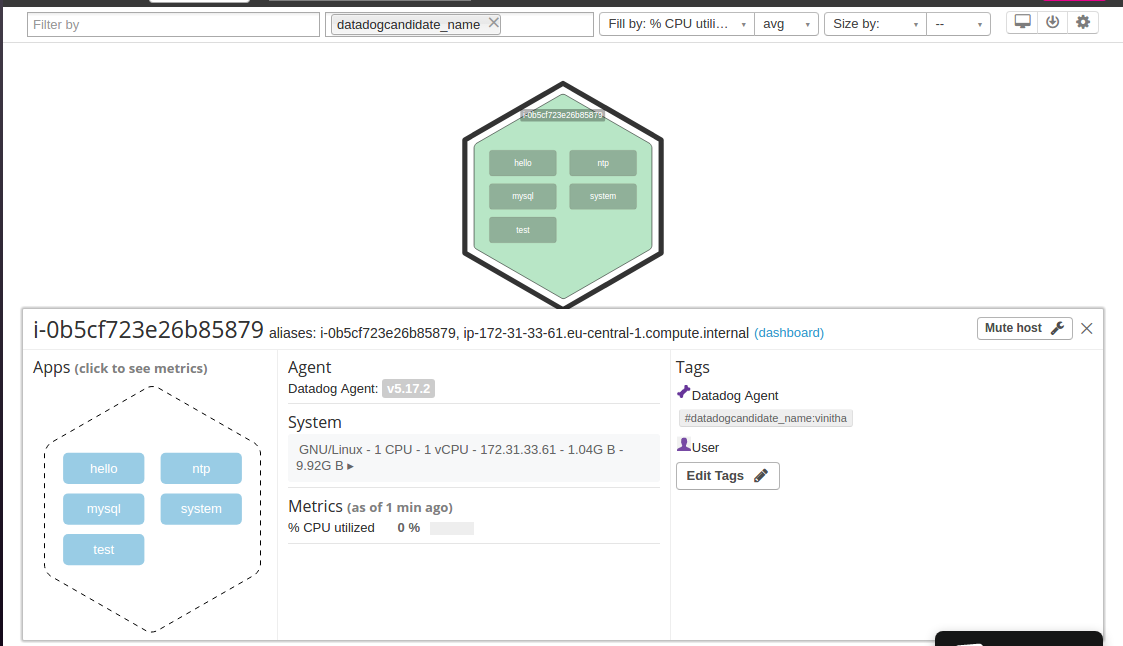 Filter by
datadogcandidate_name
Fill by: % CPU utili...
avg
Size by:
--
i-0b5cf723e26b85879
hello
ntp
mysql
system
test
i-0b5cf723e26b85879 aliases: i-0b5cf723e26b85879, ip-172-31-33-61.eu-central-1.compute.internal (dashboard)
Mute host
Apps (click to see metrics)
hello
ntp
mysql
system
test
Agent
Datadog Agent: v5.17.2
System
GNU/Linux - 1 CPU - 1 vCPU - 172.31.33.61 - 1.04G B -
9.92G B ▸
Metrics (as of 1 min ago)
% CPU utilized 0 %
Tags
Datadog Agent
#datadogcandidate_name:vinitha
User
Edit Tags